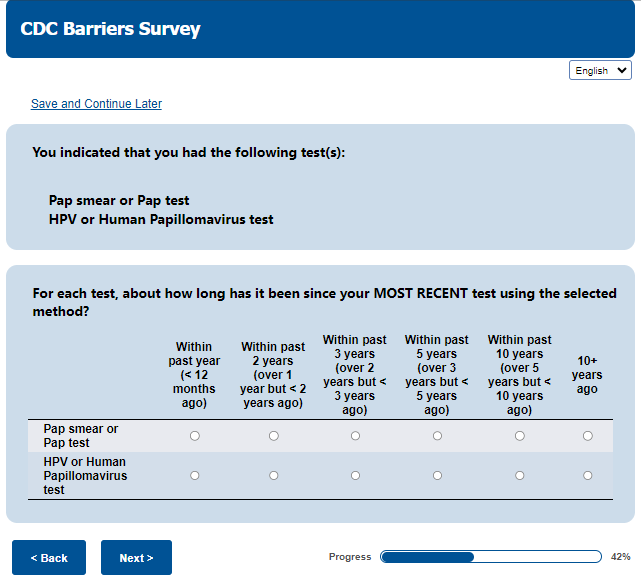 CDC Barriers Survey
English
Save and Continue Later
You indicated that you had the following test(s):
Pap smear or Pap test
HPV or Human Papillomavirus test
For each test, about how long has it been since your MOST RECENT test using the selected
method?
Within
past year
(< 12
months
ago)
Within past
2 years
(over 1
year but < 2
years ago)
Within past
3 years
(over 2
years but <
3 years
ago)
Within past
5 years
(over 3
years but <
5 years
ago)
Within past
10 years
(over 5
years but <
10 years
ago)
10+
years
ago
Pap smear or
Pap test
HPV or Human
Papillomavirus
test
< Back
Next >
Progress
42%